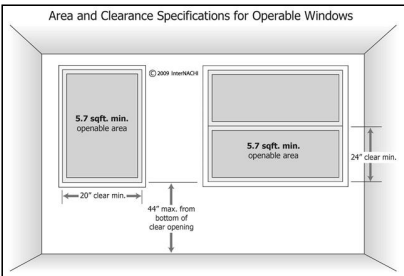 Area and Clearance Specifications for Operable Windows
© 2009 InterNACHI
5.7 sqft. min.
openable area
5.7 sqft. min.
openable area
24" clear min.
20" clear min.
44" max. from
bottom of
clear opening